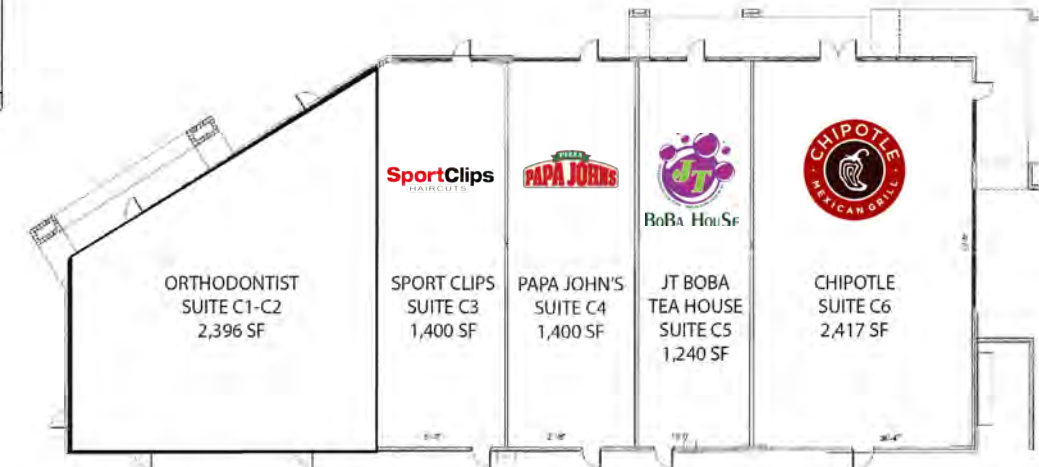 SportClips
HAIRCUTS
PIZZA
PAPA JOHNS
JT
BOBA HOUSE
CHIPOTLE
MEXICAN GRILL
ORTHODONTIST
SUITE C1-C2
2,396 SF
SPORT CLIPS
SUITE C3
1,400 SF
PAPA JOHN'S
SUITE C4
1,400 SF
JT BOBA
TEA HOUSE
SUITE C5
1,240 SF
CHIPOTLE
SUITE C6
2,417 SF